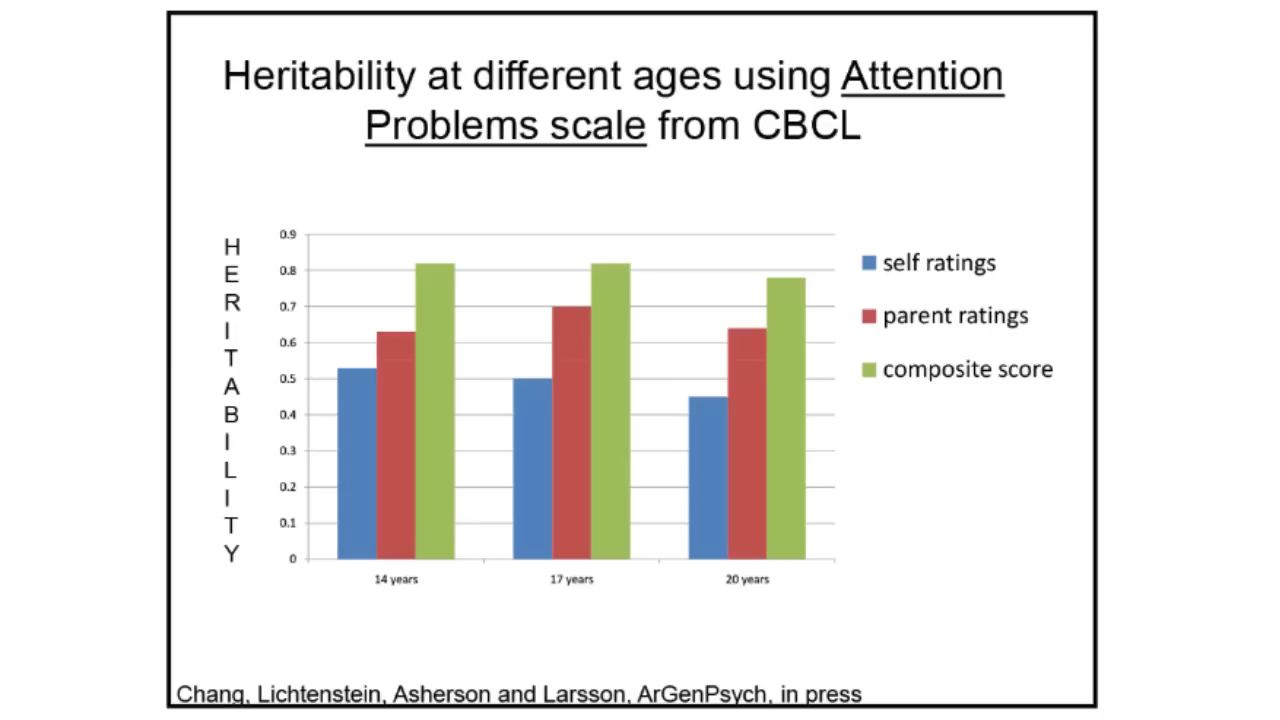 Heritability at different ages using Attention
Problems scale from CBCL
HERITABILITY
0.9
0.8
0.7
0.6
0.5
0.4
0.3
0.2
0.1
0
14 years
17 years
20 years
self ratings
parent ratings
composite score
Chang, Lichtenstein, Asherson and Larsson, ArGenPsych, in press